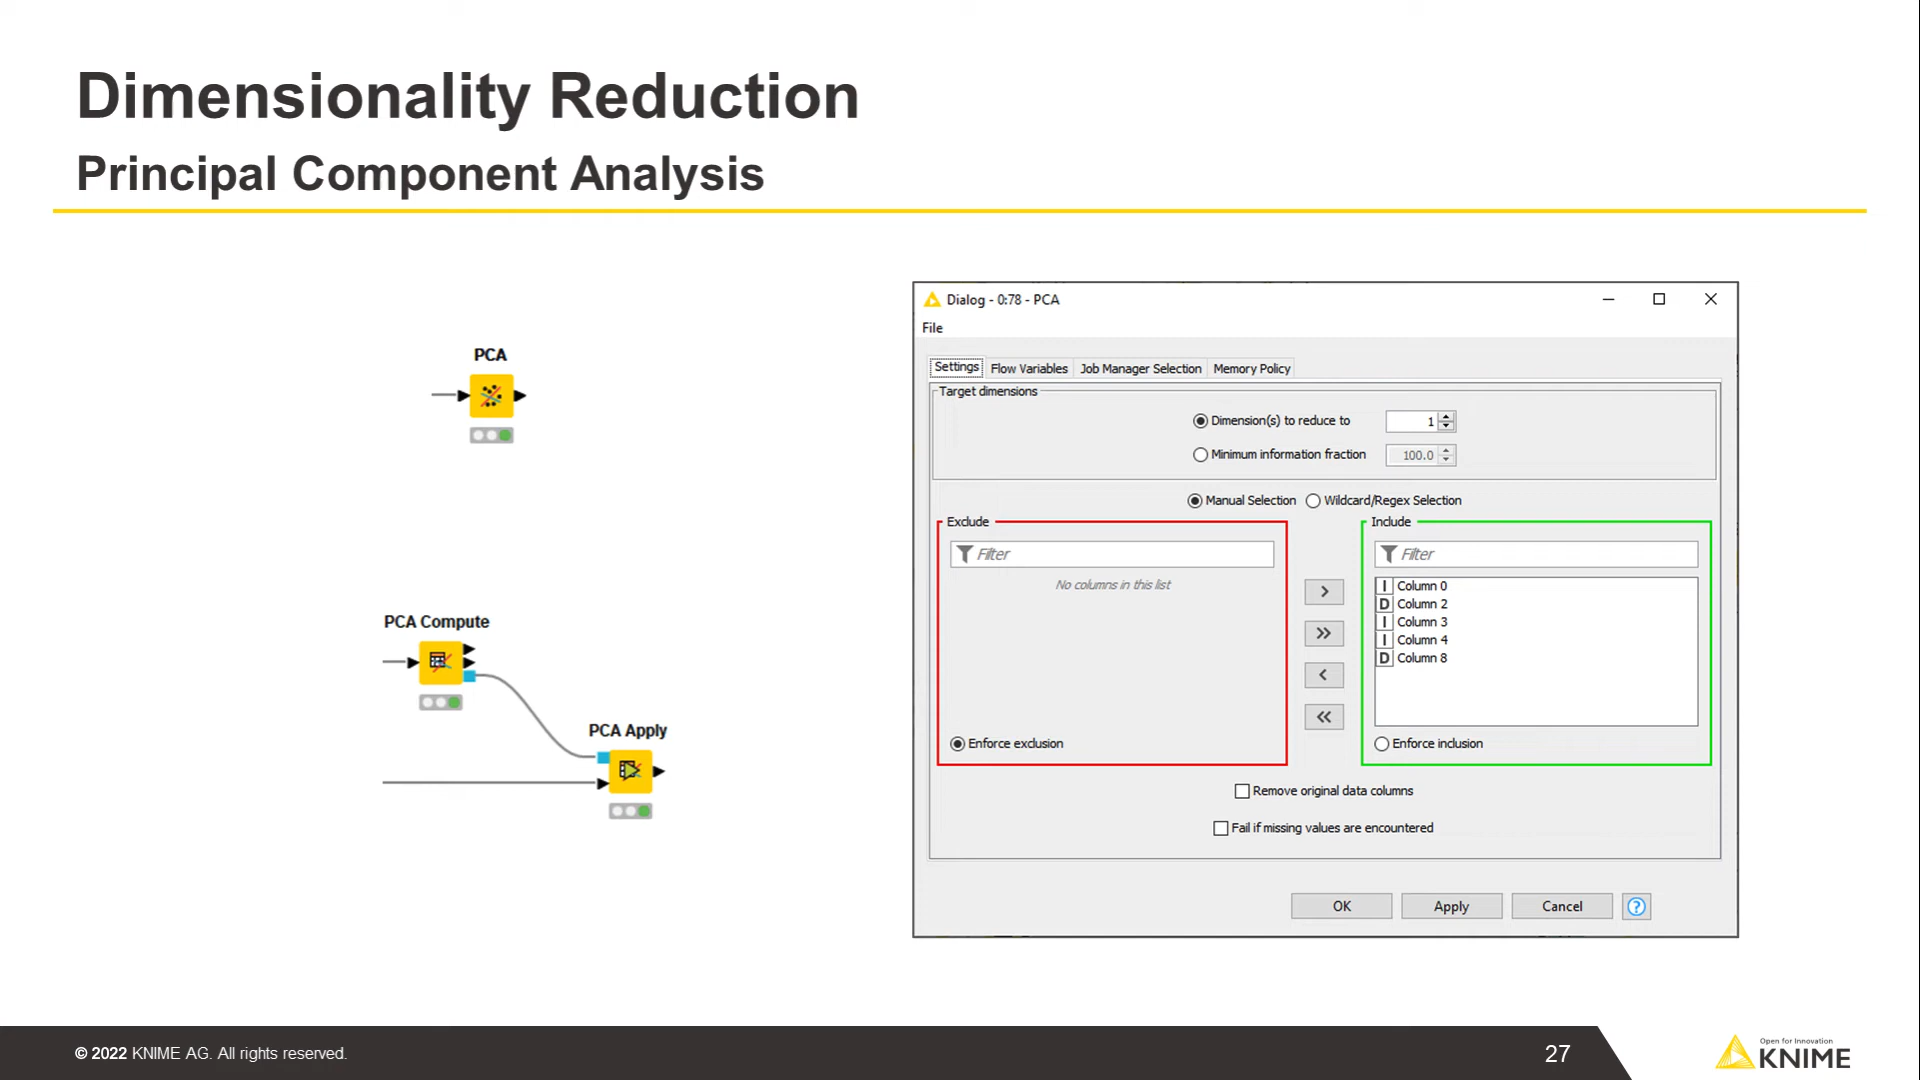 Dimensionality Reduction
Principal Component Analysis
PCA
PCA Compute
PCA Apply
Dialog - 0:78 - PCA
File
Settings Flow Variables Job Manager Selection Memory Policy
Target dimensions
Dimension(s) to reduce to 1
Minimum information fraction 100.0
Manual Selection Wildcard/Regex Selection
Exclude
Filter
No columns in this list
Enforce exclusion
>
>>
<
<<
Include
Filter
I Column 0
D Column 2
I Column 3
I Column 4
D Column 8
Enforce inclusion
Remove original data columns
Fail if missing values are encountered
OK Apply Cancel ?
© 2022 KNIME AG. All rights reserved.
27
Open for Innovation
KNIME